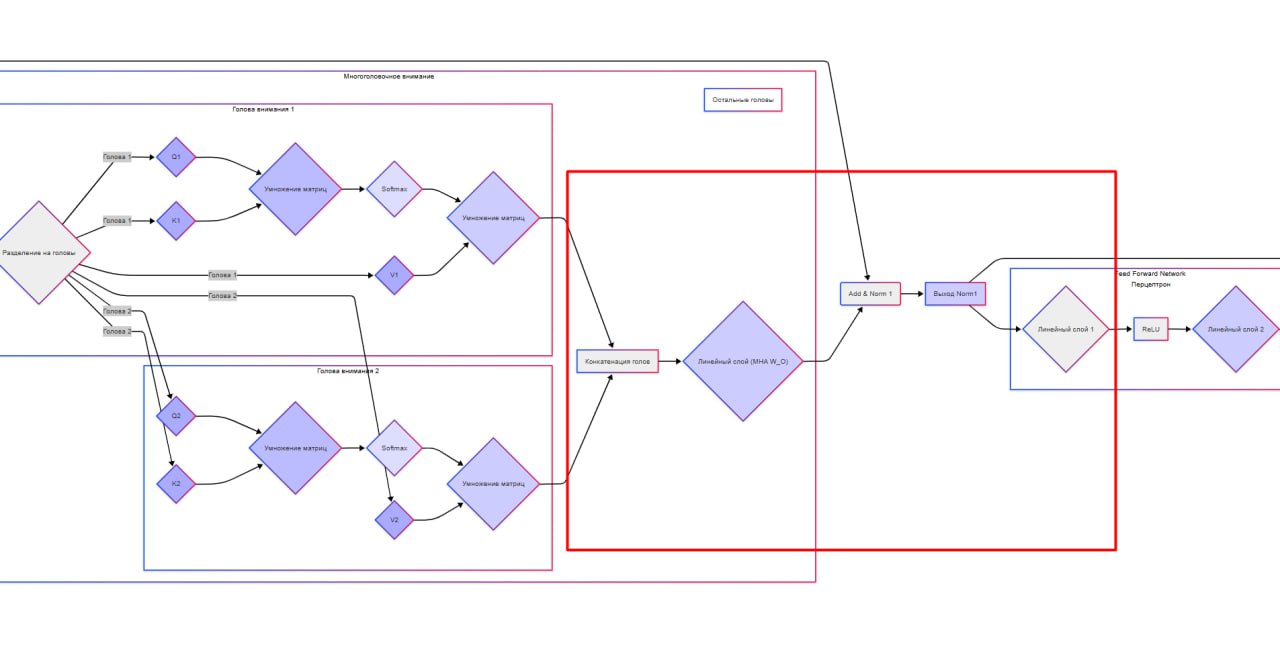 Многоголовочное внимание
Остальные головы
Голова внимания 1
Голова 1
Q1
Умножение матриц
Softmax
Голова 1
K1
Умножение матриц
Разделение на головы
Голова 1
V1
Голова 2
Голова 2
Голова 2
Голова внимания 2
Q2
Умножение матриц
Softmax
K2
Умножение матриц
V2
Конкатенация голов
Линейный слой (MHA W_O)
Add & Norm 1
Выход Norm1
Feed Forward Network
Перцептрон
Линейный слой 1
ReLU
Линейный слой 2